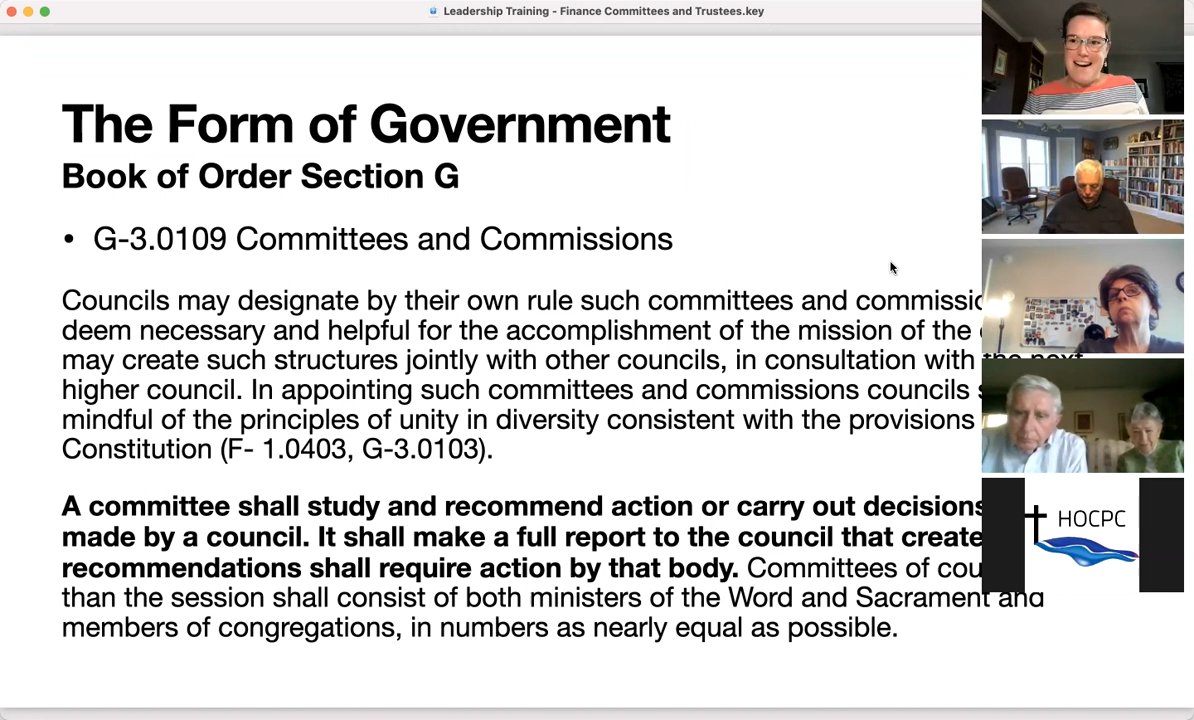 Leadership Training - Finance Committees and Trustees.key
The Form of Government
Book of Order Section G
• G-3.0109 Committees and Commissions
Councils may designate by their own rule such committees and
deem necessary and helpful for the accomplishment of the mission of the
may create such structures jointly with other councils, in consultation with the next
higher council. In appointing such committees and commissions councils
mindful of the principles of unity in diversity consistent with the provisions
Constitution (F- 1.0403, G-3.0103).
A committee shall study and recommend action or carry out decisions
made by a council. It shall make a full report to the council that
recommendations shall require action by that body. Committees of
than the session shall consist of both ministers of the Word and Sacrament and
members of congregations, in numbers as nearly equal as possible.
HOCPC